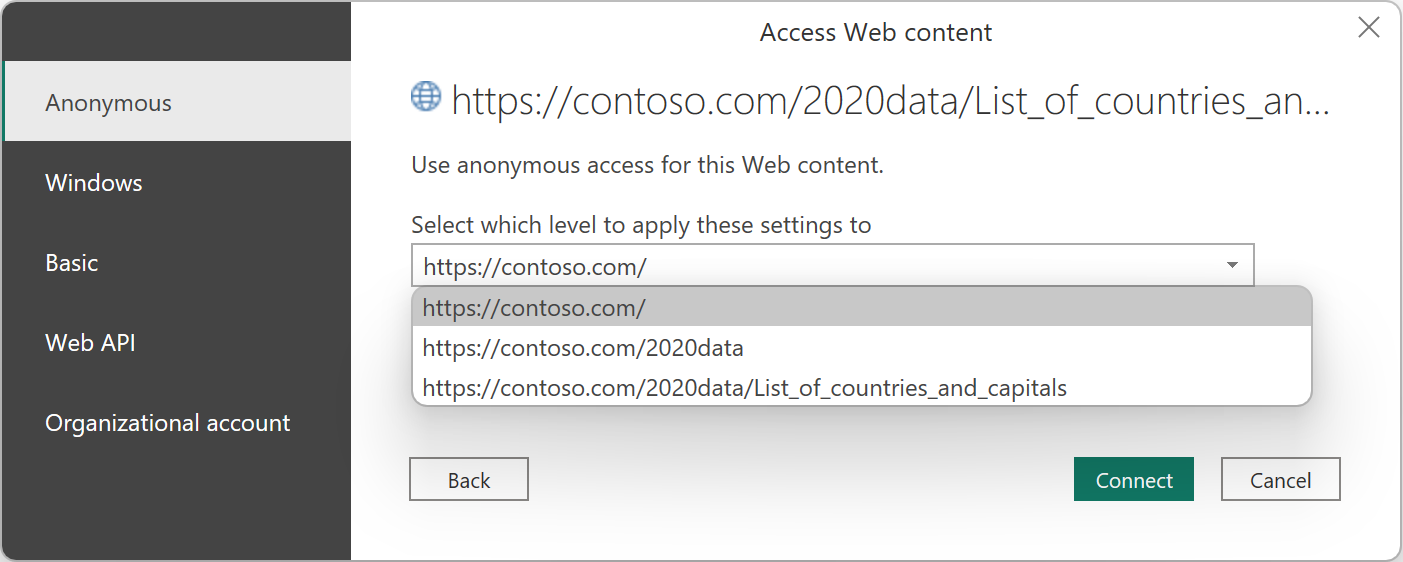 Access Web content
Anonymous
Windows
Basic
Web API
Organizational account
https://contoso.com/2020data/List_of_countries_an...
Use anonymous access for this Web content.
Select which level to apply these settings to
https://contoso.com/
https://contoso.com/
https://contoso.com/2020data
https://contoso.com/2020data/List_of_countries_and_capitals
Back
Connect
Cancel